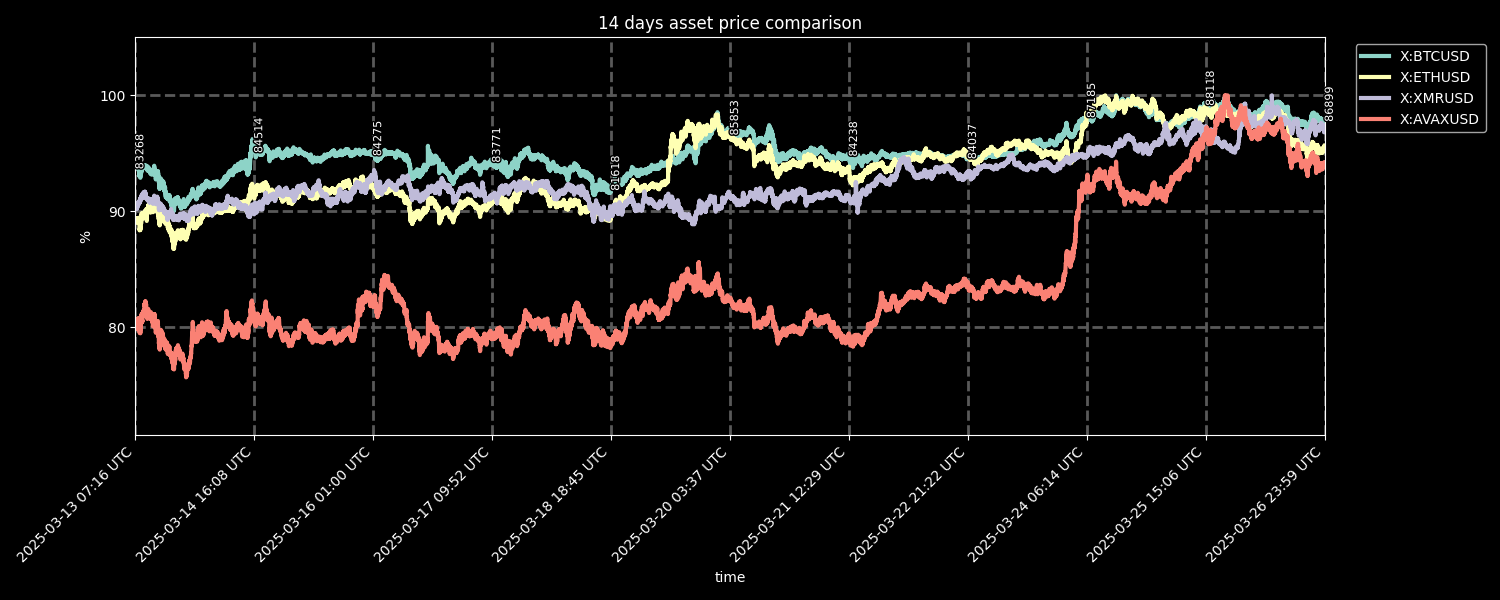 14 days asset price comparison
X:BTCUSD
X:ETHUSD
X:XMRUSD
X:AVAXUSD
100
90
80
%
83268
84514
84275
83771
81618
85853
84238
84037
87185
88118
86899
2025-03-13 07:16 UTC
2025-03-14 16:08 UTC
2025-03-16 01:00 UTC
2025-03-17 09:52 UTC
2025-03-18 18:45 UTC
2025-03-20 03:37 UTC
2025-03-21 12:29 UTC
2025-03-22 21:22 UTC
2025-03-24 06:14 UTC
2025-03-25 15:06 UTC
2025-03-26 23:59 UTC
time